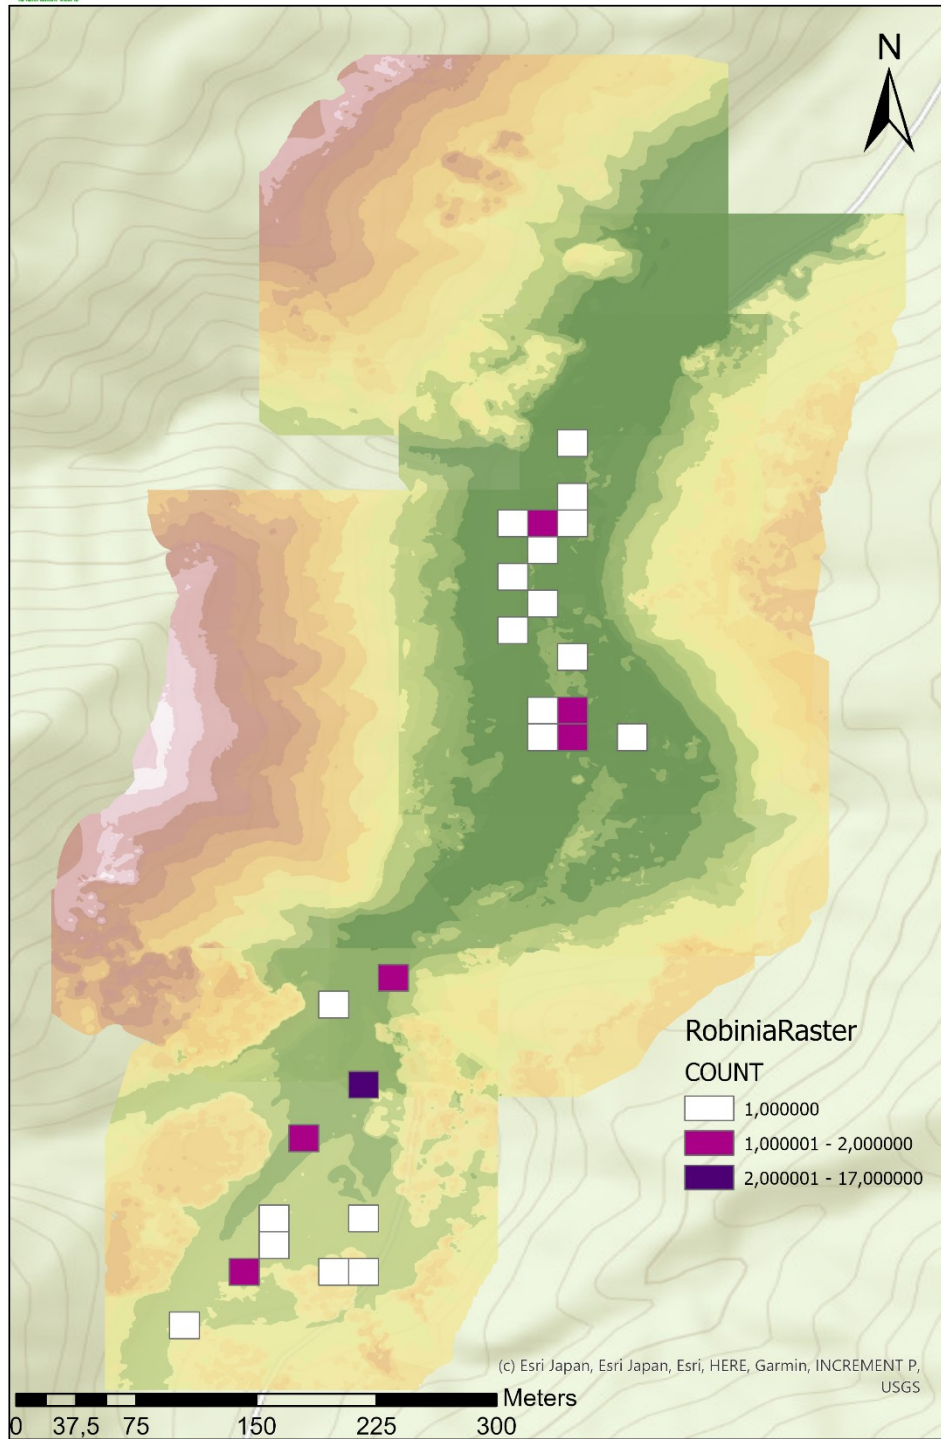 N
RobiniaRaster
COUNT
1,000000
1,000001 - 2,000000
2,000001 - 17,000000
(c) Esri Japan, Esri Japan, Esri, HERE, Garmin, INCREMENT P,
USGS
Meters
0 37,5 75 150 225 300